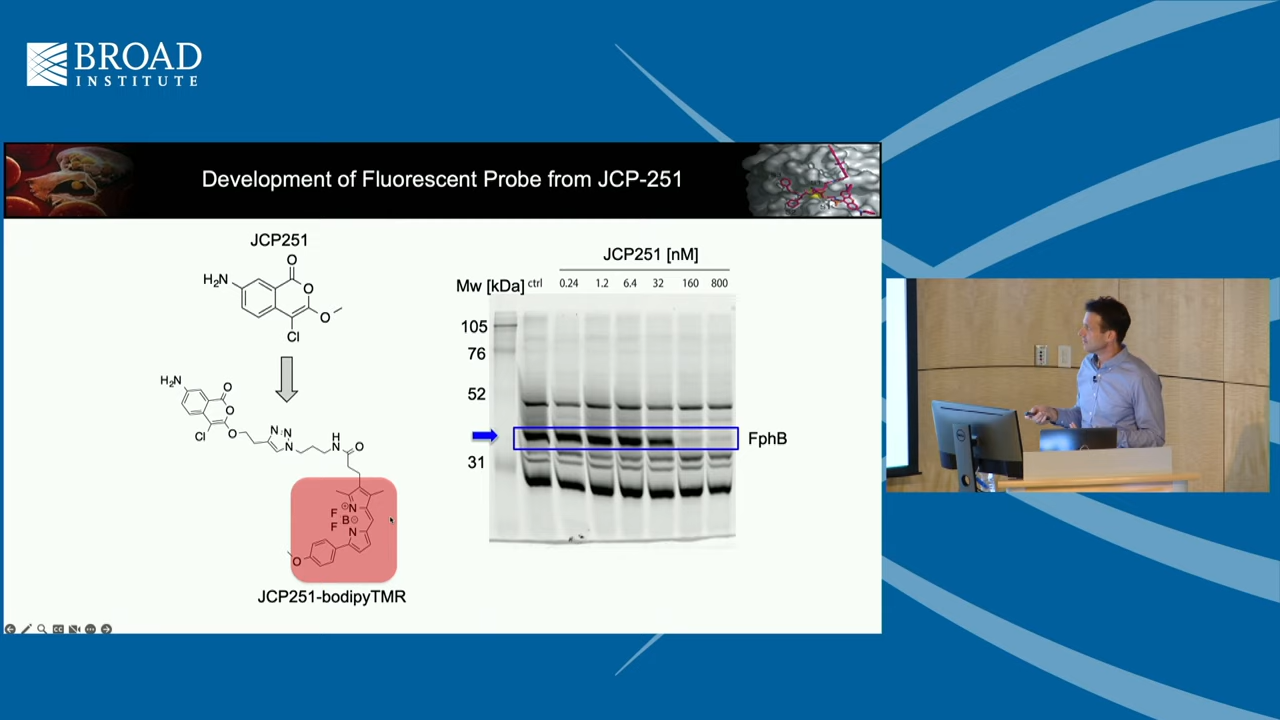 BROAD
INSTITUTE
Development of Fluorescent Probe from JCP-251
JCP251
H₂N
O
O
O
Cl
H₂N
O
O
Cl
O
N
N
N
H
N
O
F
F
B
N
N
O
JCP251-bodipyTMR
JCP251 [nM]
Mw [kDa]
ctrl 0.24 1.2 6.4 32 160 800
105
76
52
31
FphB